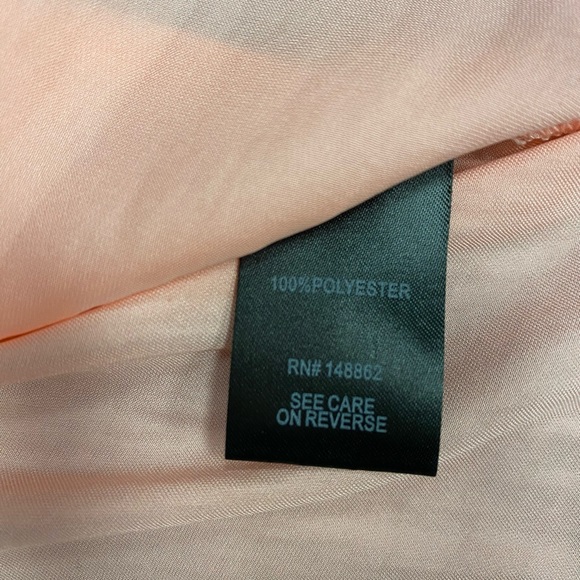 100%POLYESTER
RN# 148862
SEE CARE
ON REVERSE